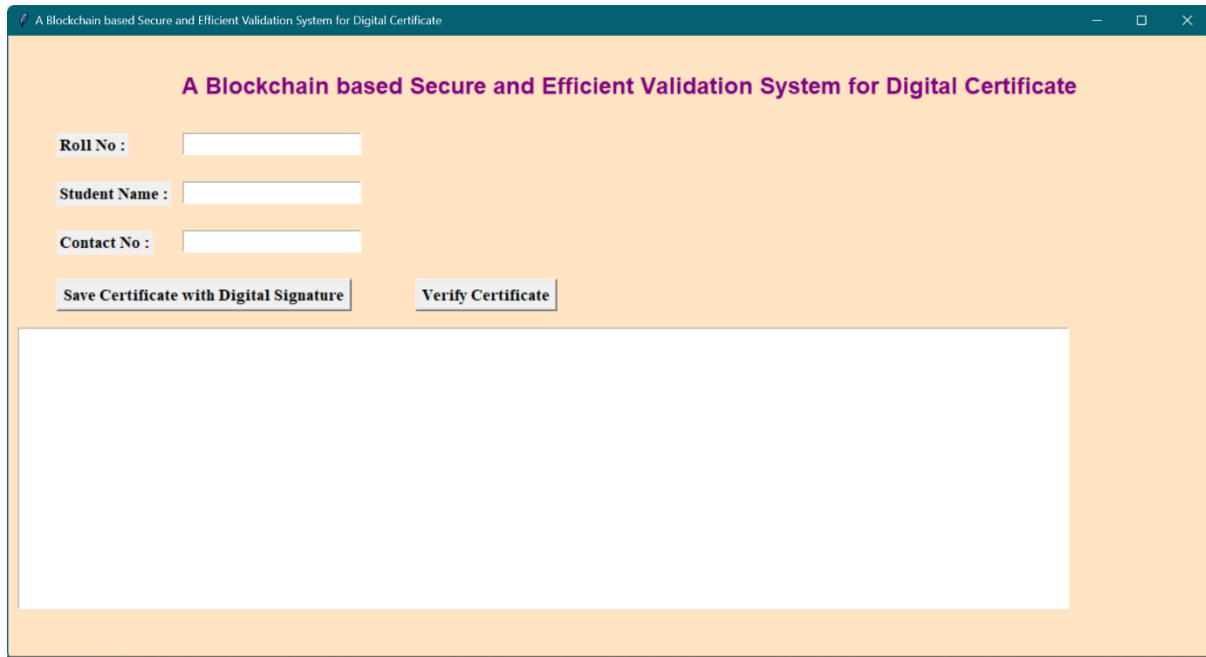 A Blockchain based Secure and Efficient Validation System for Digital Certificate
A Blockchain based Secure and Efficient Validation System for Digital Certificate
Roll No :
Student Name :
Contact No :
Save Certificate with Digital Signature Verify Certificate